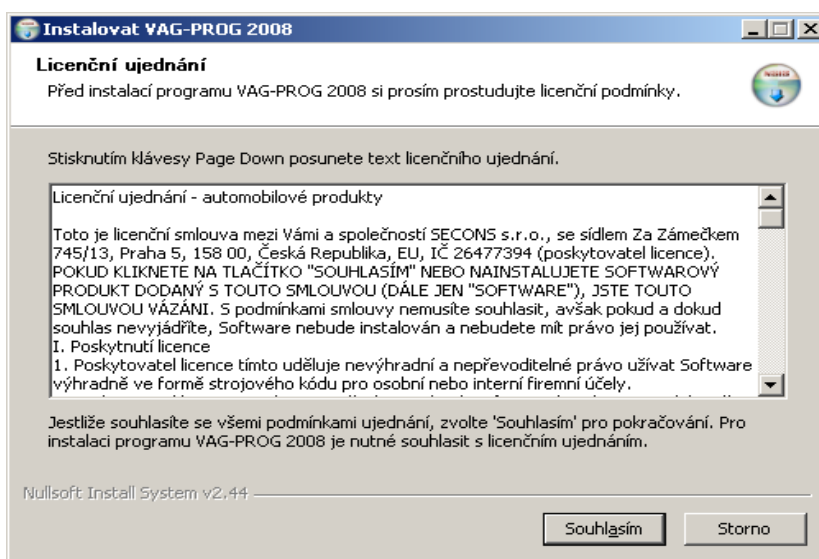 Instalovat VAG-PROG 2008
Licenční ujednání
Před instalací programu VAG-PROG 2008 si prosím prostudujte licenční podmínky.
Stisknutím klávesy Page Down posunete text licenčního ujednání.
Licenční ujednání - automobilové produkty
Toto je licenční smlouva mezi Vámi a společností SECONS s.r.o., se sídlem Za Zámečkem
745/13, Praha 5, 158 00, Česká Republika, EU, IČ 26477394 (poskytovatel licence).
POKUD KLIKNETE NA TLAČÍTKO "SOUHLASÍM" NEBO NAINSTALUJETE SOFTWAROVÝ
PRODUKT DODANÝ S TOUTO SMLOUVOU (DÁLE JEN "SOFTWARE"), JSTE TOUTO
SMLOUVOU VÁZÁNI. S podmínkami smlouvy nemusíte souhlasit, avšak pokud a dokud
souhlas nevyjádříte, Software nebude instalován a nebudete mít právo jej používat.
I. Poskytnutí licence
1. Poskytovatel licence tímto uděluje nevýhradní a nepřevoditelné právo užívat Software
výhradně ve formě strojového kódu pro osobní nebo interní firemní účely.
Jestliže souhlasíte se všemi podmínkami ujednání, zvolte 'Souhlasím' pro pokračování. Pro
instalaci programu VAG-PROG 2008 je nutné souhlasit s licenčním ujednáním.
Nullsoft Install System v2.44
Souhlasím
Storno